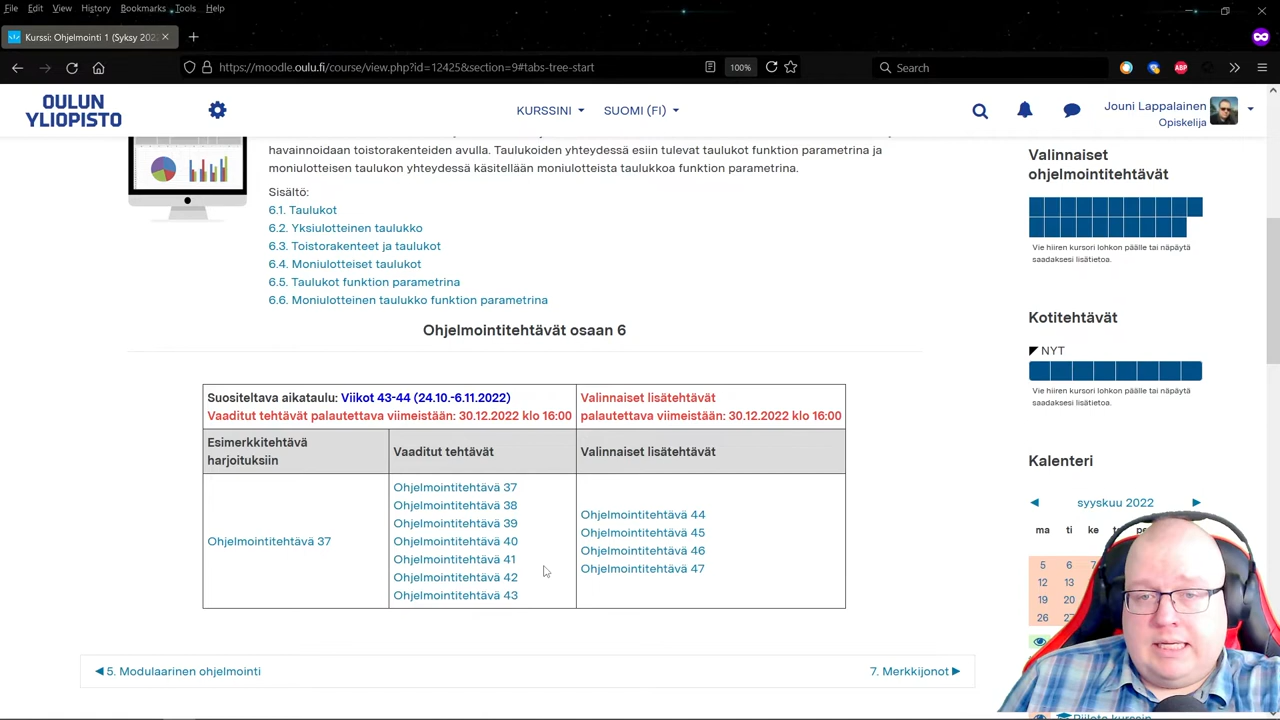 File Edit View History Bookmarks Tools Help
Kurssi: Ohjelmointi 1 (Syksy 202
https://moodle.oulu.fi/course/view.php?id=12425&section=9#tabs-tree-start
100%
Search
ABP
OULUN
YLIOPISTO
KURSSINI
SUOMI (FI)
Jouni Lappalainen
Opiskelija
havainnoidaan toistorakenteiden avulla. Taulukoiden yhteydessä esiin tulevat taulukot funktion parametrina ja
moniulotteisen taulukon yhteydessä käsitellään moniulotteista taulukkoa funktion parametrina.
Sisältö:
6.1. Taulukot
6.2. Yksiulotteinen taulukko
6.3. Toistorakenteet ja taulukot
6.4. Moniulotteiset taulukot
6.5. Taulukot funktion parametrina
6.6. Moniulotteinen taulukko funktion parametrina
Ohjelmointitehtävät osaan 6
Suositeltava aikataulu: Viikot 43-44 (24.10.-6.11.2022)
Vaaditut tehtävät palautettava viimeistään: 30.12.2022 klo 16:00
Valinnaiset lisätehtävät
palautettava viimeistään: 30.12.2022 klo 16:00
Esimerkkitehtävä
harjoituksiin
Vaaditut tehtävät
Valinnaiset lisätehtävät
Ohjelmointitehtävä 37
Ohjelmointitehtävä 37
Ohjelmointitehtävä 38
Ohjelmointitehtävä 39
Ohjelmointitehtävä 40
Ohjelmointitehtävä 41
Ohjelmointitehtävä 42
Ohjelmointitehtävä 43
Ohjelmointitehtävä 44
Ohjelmointitehtävä 45
Ohjelmointitehtävä 46
Ohjelmointitehtävä 47
◀ 5. Modulaarinen ohjelmointi
7. Merkkijonot ▶
Valinnaiset
ohjelmointitehtävät
Vie hiiren kursori lohkon päälle tai näpäytä
saadaksesi lisätietoa.
Kotitehtävät
NYT
Vie hiiren kursori lohkon päälle tai näpäytä
saadaksesi lisätietoa.
Kalenteri
◀ syyskuu 2022 ▶
ma ti ke
5 6 7
12 13
19 20
26 27